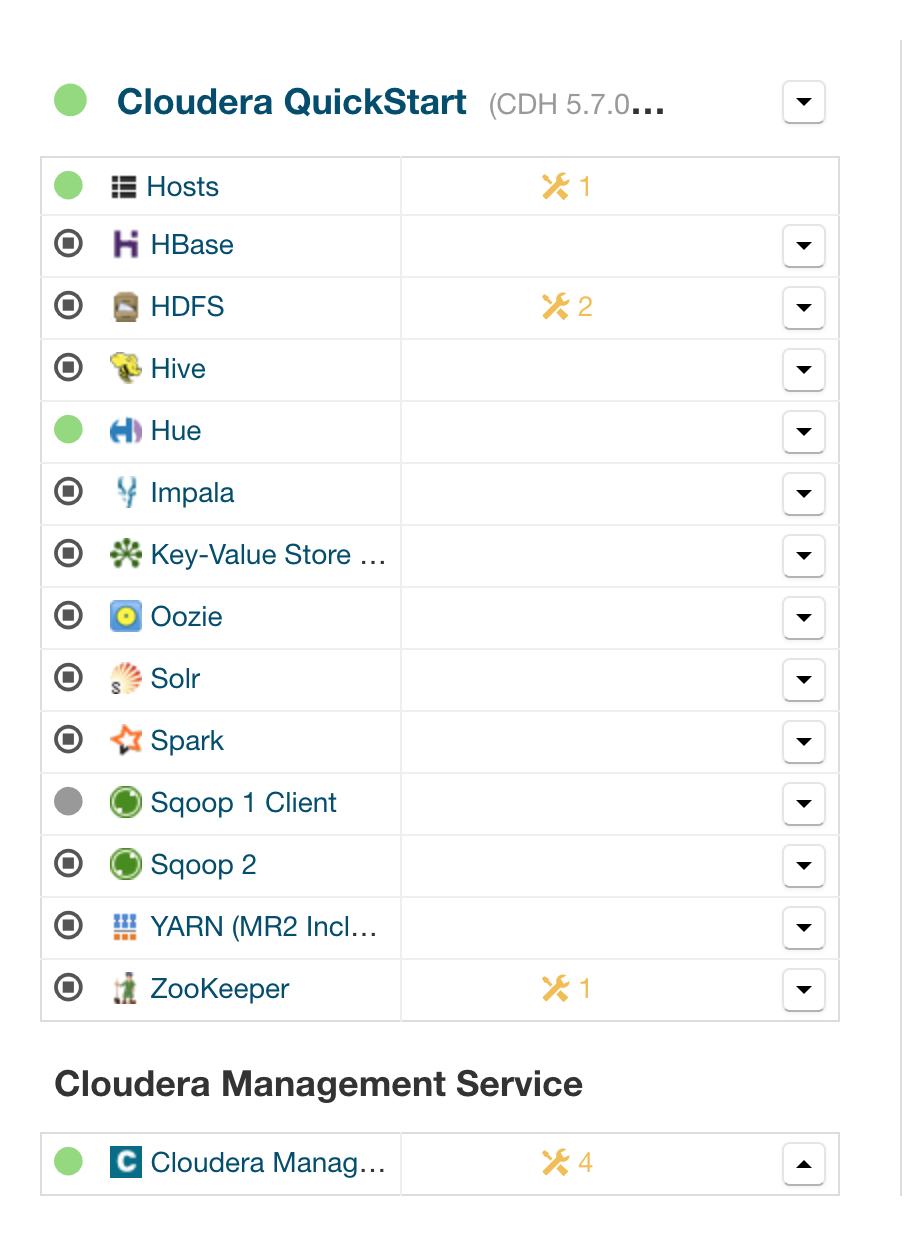 Cloudera QuickStart (CDH 5.7.0...
Hosts 1
HBase
HDFS 2
Hive
Hue
Impala
Key-Value Store ...
Oozie
Solr
Spark
Sqoop 1 Client
Sqoop 2
YARN (MR2 Incl...
ZooKeeper 1
Cloudera Management Service
Cloudera Manag... 4